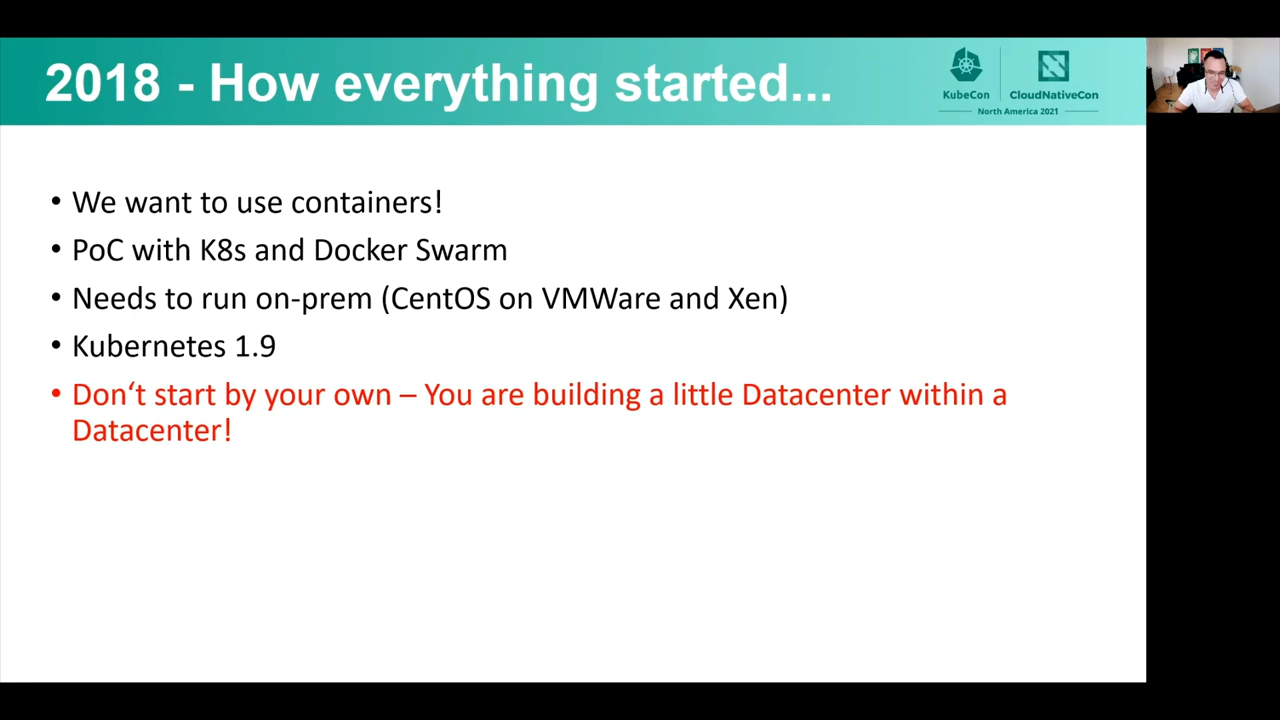 2018 - How everything started...
KubeCon
CloudNativeCon
North America 2021
• We want to use containers!
• PoC with K8s and Docker Swarm
• Needs to run on-prem (CentOS on VMWare and Xen)
• Kubernetes 1.9
• Don‘t start by your own – You are building a little Datacenter within a
Datacenter!